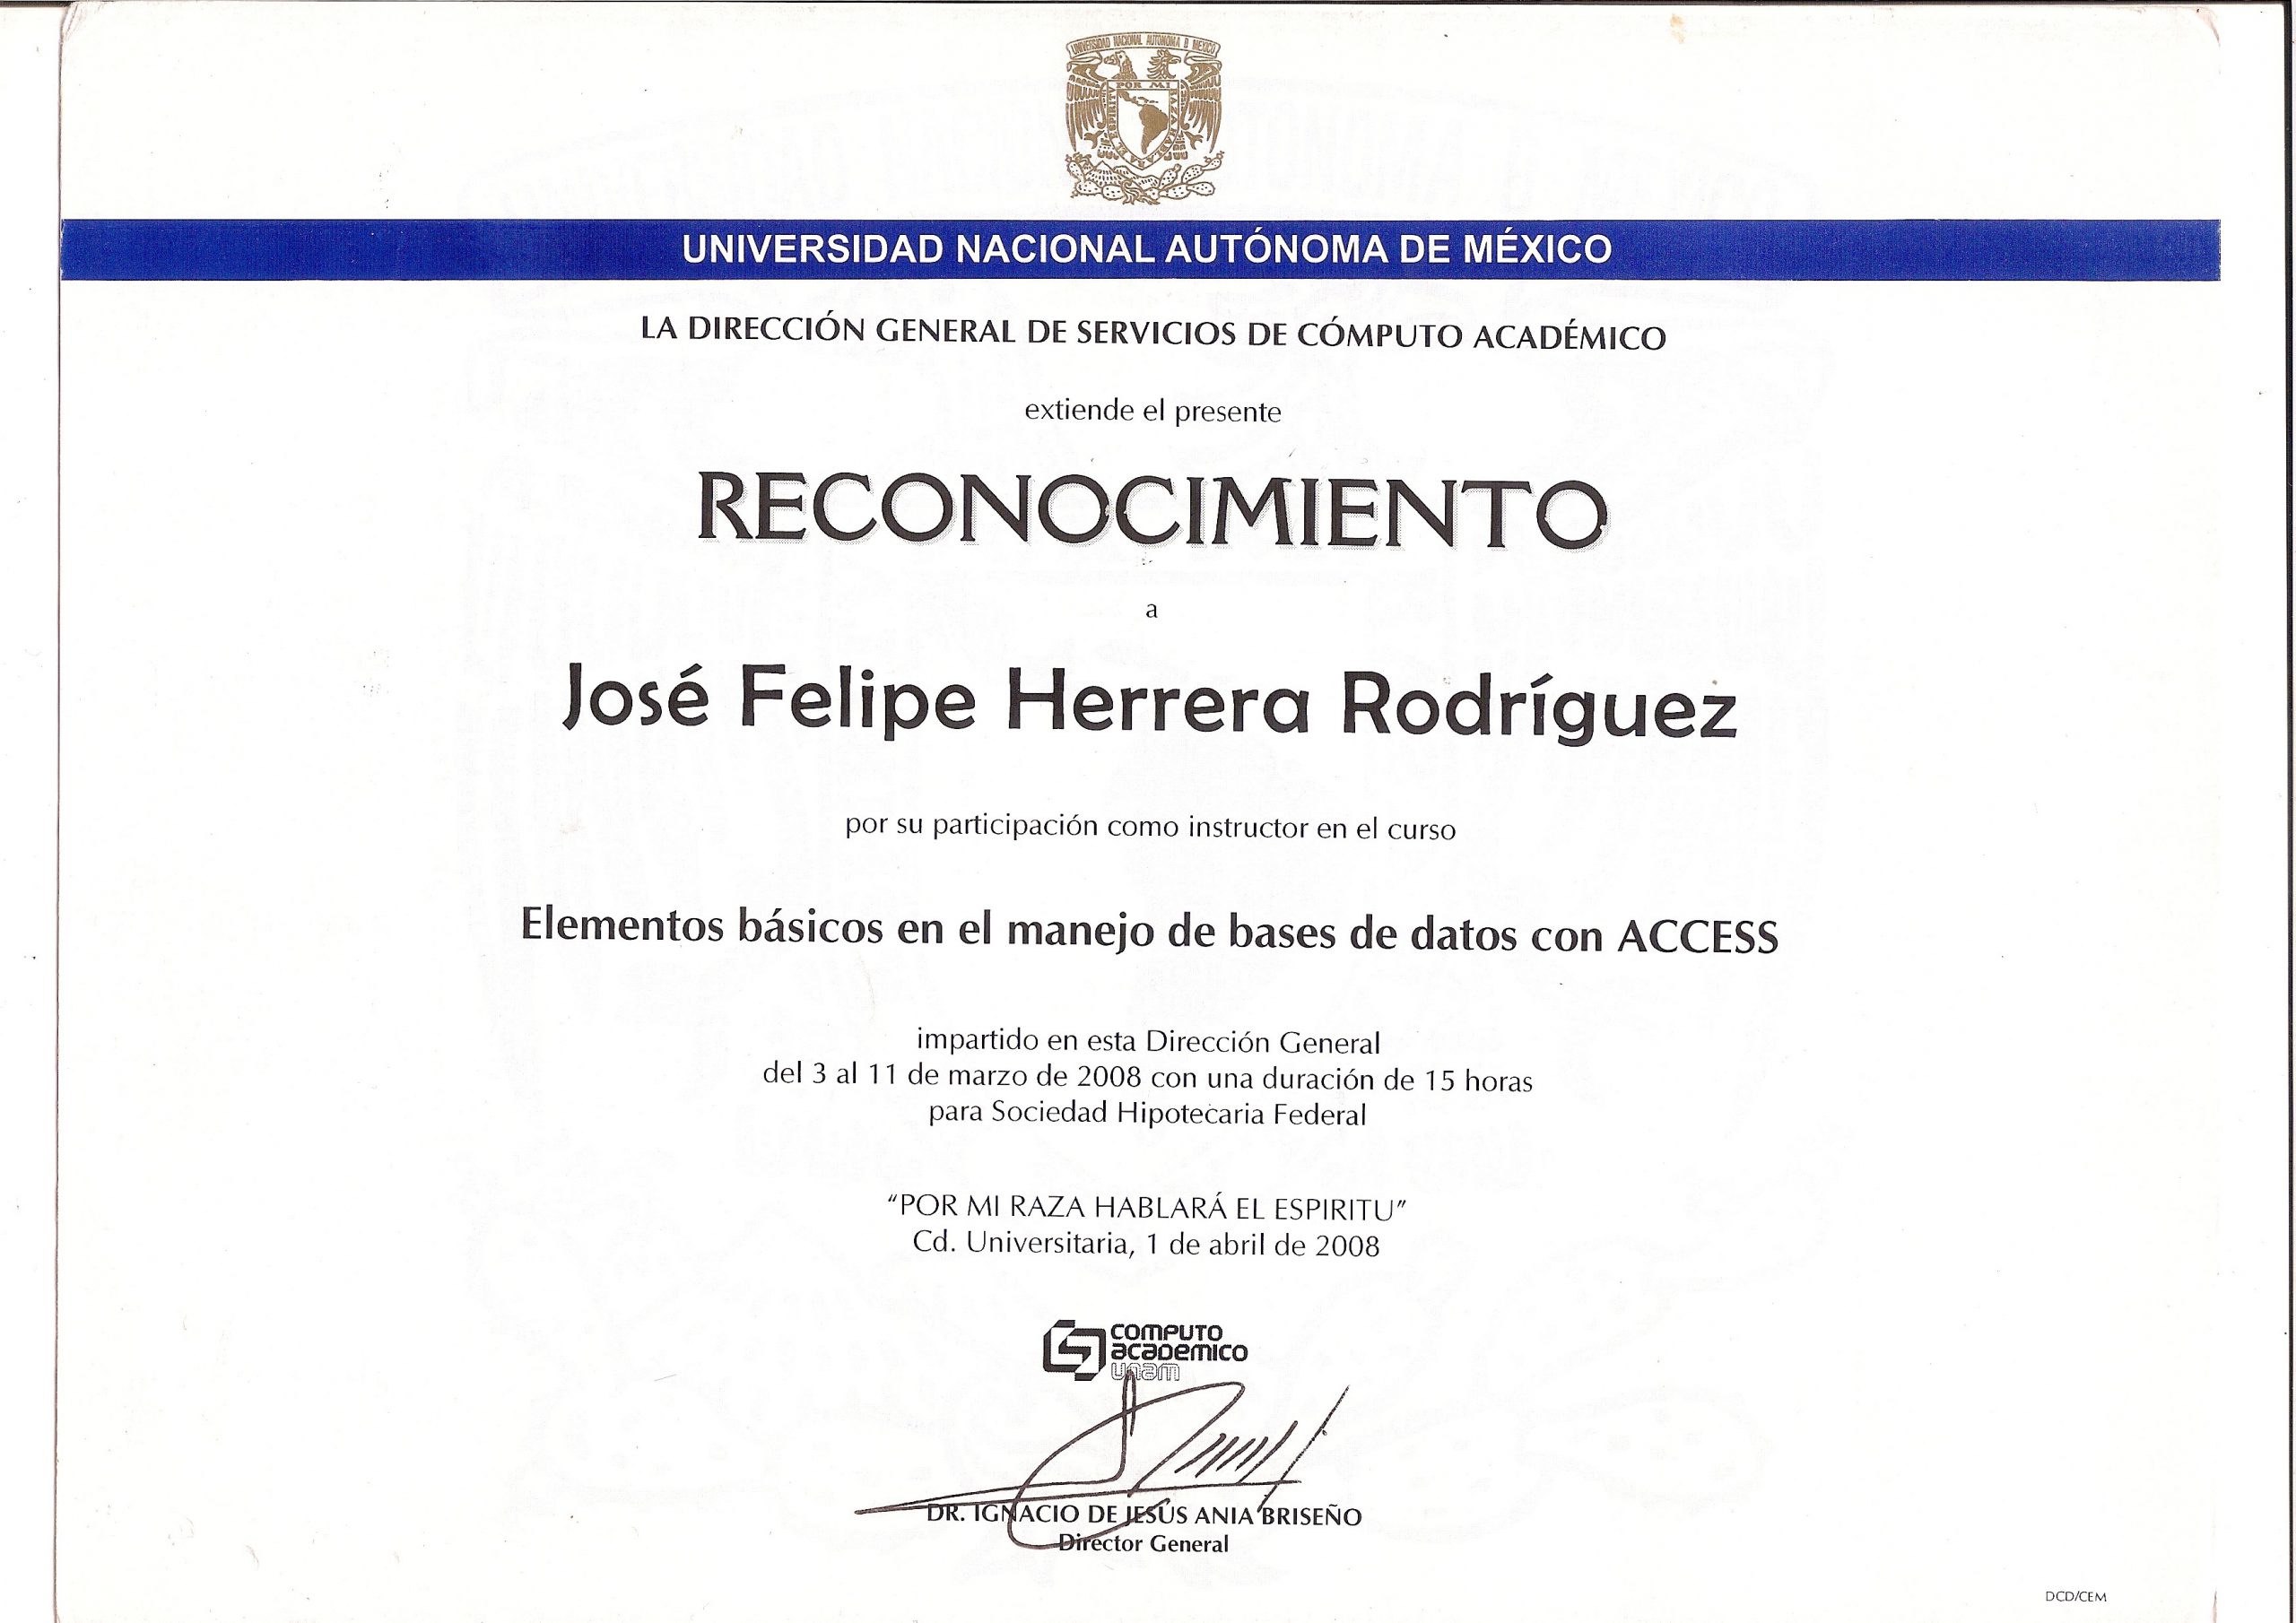 UNIVERSIDAD NACIONAL AUTONOMA D MEXICO
POR MI RAZA HABLARA EL ESPIRITU
UNIVERSIDAD NACIONAL AUTÓNOMA DE MÉXICO
LA DIRECCIÓN GENERAL DE SERVICIOS DE CÓMPUTO ACADÉMICO
extiende el presente
RECONOCIMIENTO
a
José Felipe Herrera Rodríguez
por su participación como instructor en el curso
Elementos básicos en el manejo de bases de datos con ACCESS
impartido en esta Dirección General
del 3 al 11 de marzo de 2008 con una duración de 15 horas
para Sociedad Hipotecaria Federal
“POR MI RAZA HABLARÁ EL ESPIRITU”
Cd. Universitaria, 1 de abril de 2008
COMPUTO
academico
unam
DR. IGNACIO DE JESÚS ANIA BRISEÑO
Director General
DCD/CEM